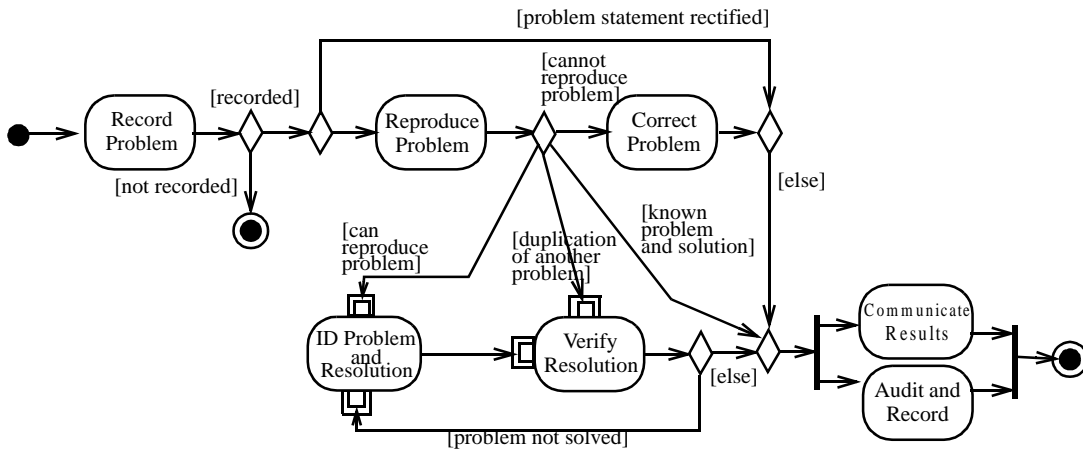 [problem statement rectified]
[cannot
reproduce
problem]
[recorded]
Record
Problem
Reproduce
Problem
Correct
Problem
[not recorded]
[else]
[can
reproduce
problem]
[duplication
of another
problem]
[known
problem
and solution]
ID Problem
and
Resolution
Verify
Resolution
[else]
Communicate
Results
Audit and
Record
[problem not solved]